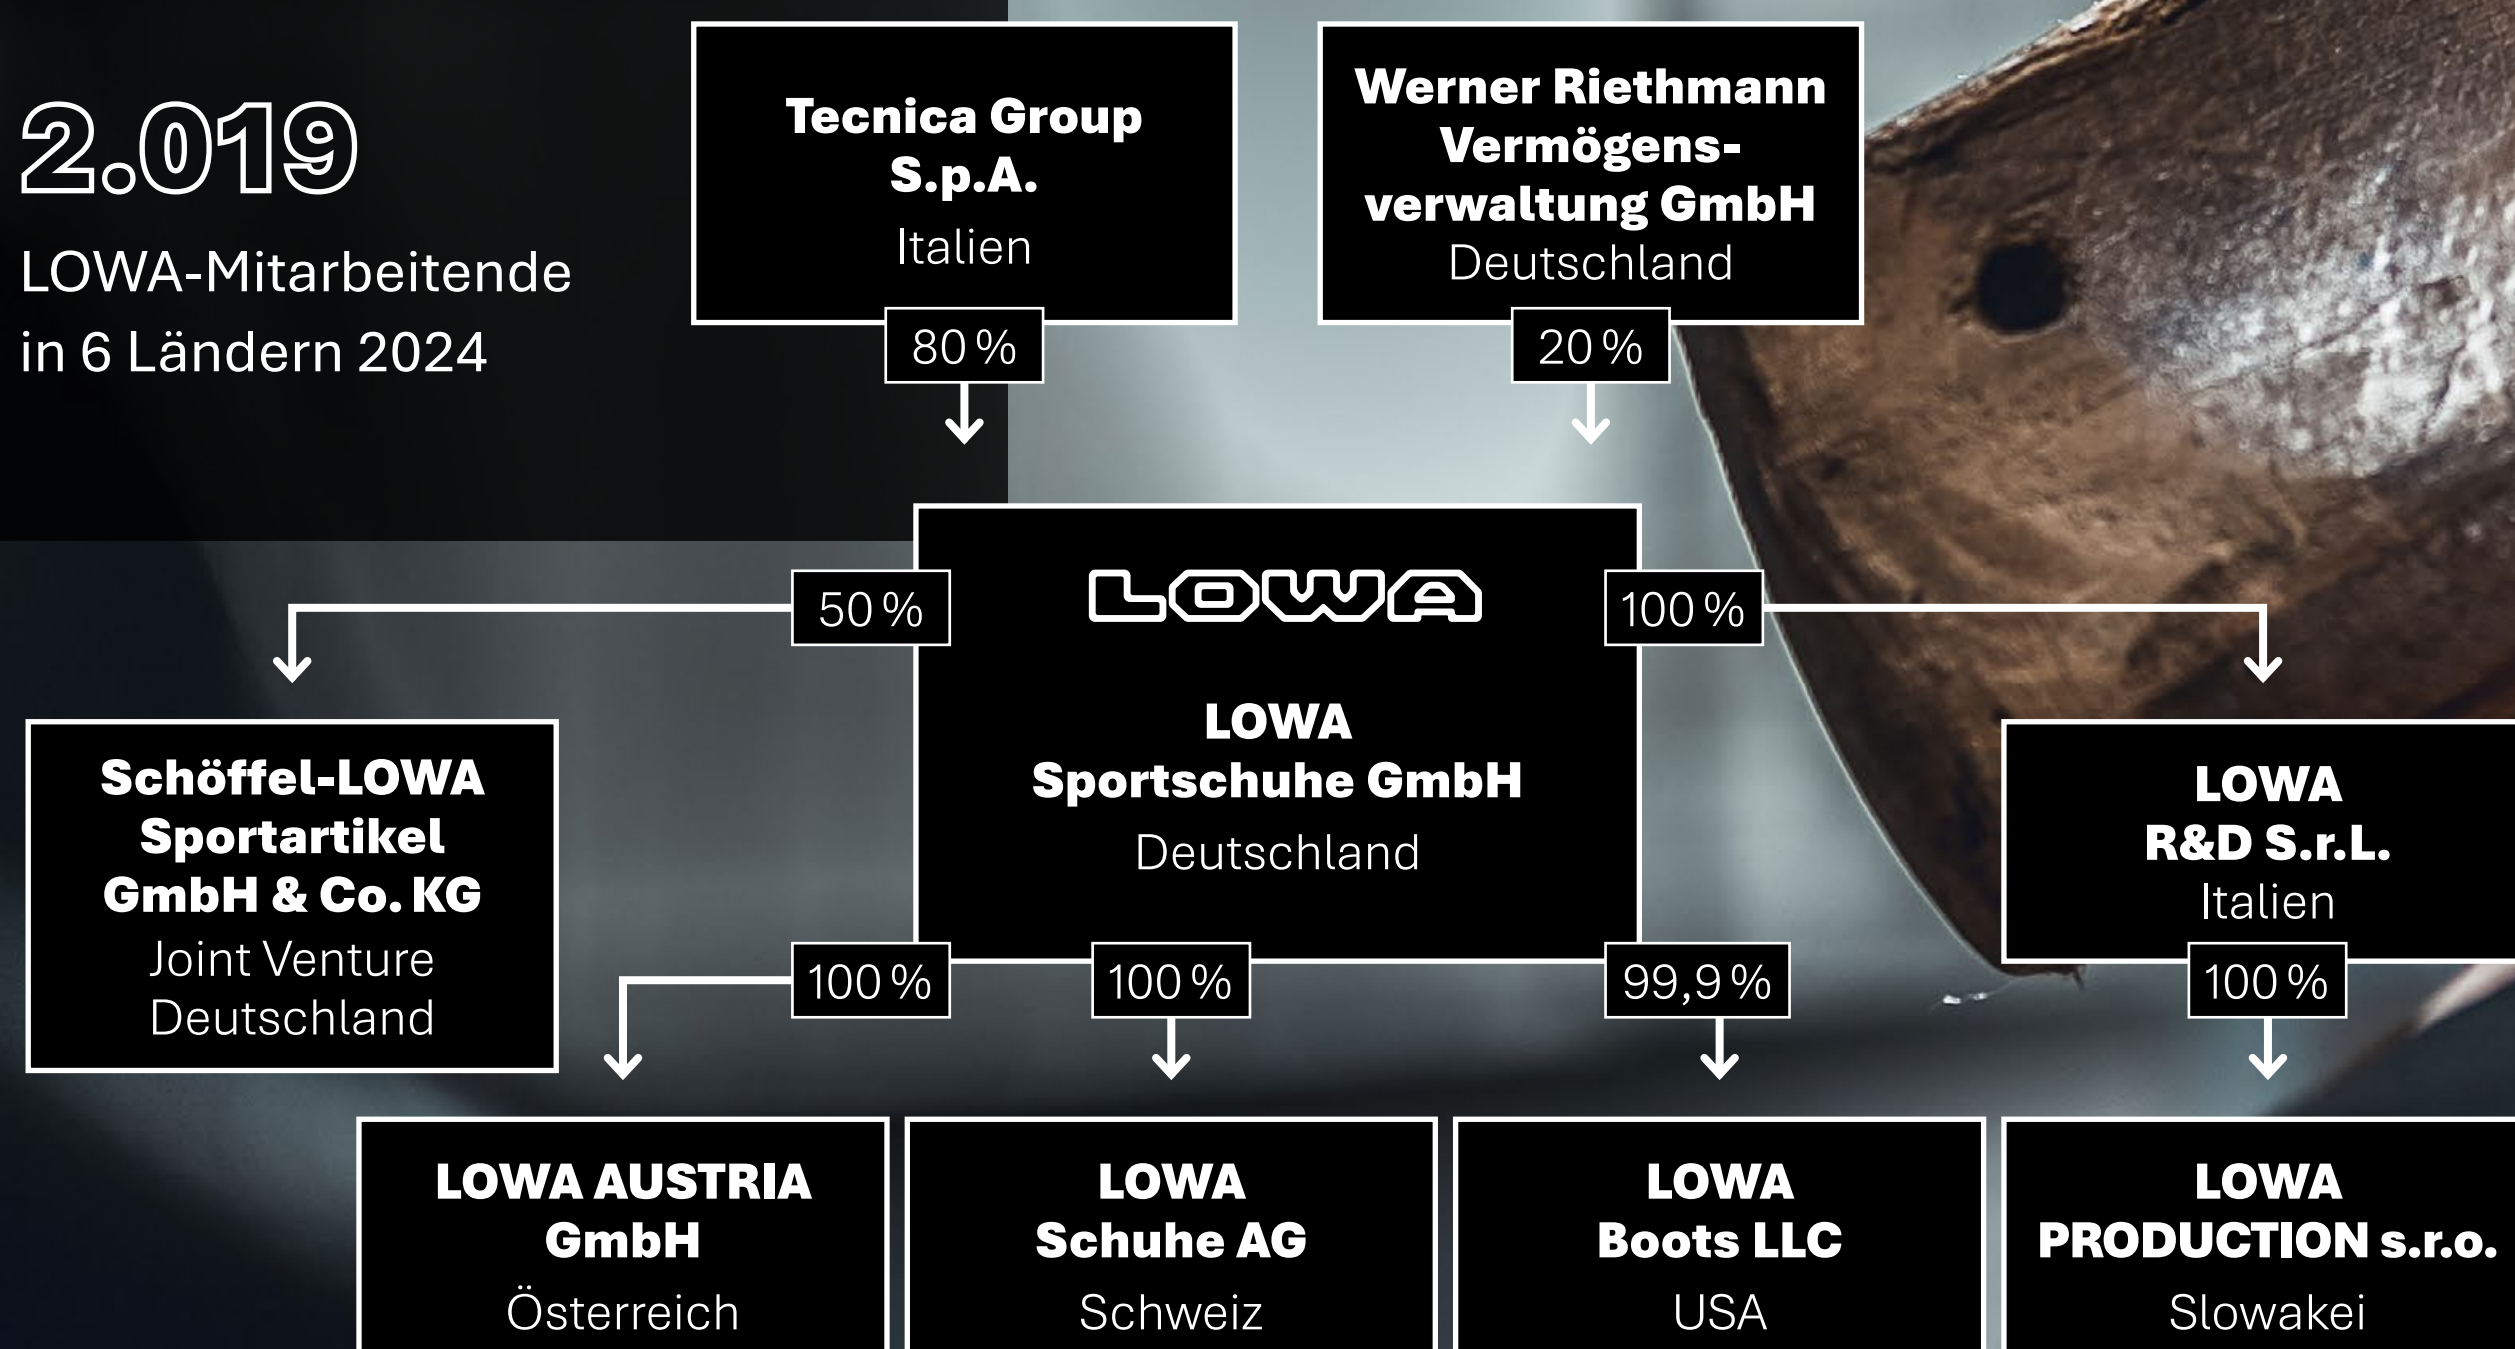 2.019
LOWA-Mitarbeitende
in 6 Ländern 2024
Tecnica Group
S.p.A.
Italien
80 %
Werner Riethmann
Vermögens-
verwaltung GmbH
Deutschland
20 %
50 %
LOWA
100 %
LOWA
Sportschuhe GmbH
Deutschland
Schöffel-LOWA
Sportartikel
GmbH & Co. KG
Joint Venture
Deutschland
LOWA
R&D S.r.L.
Italien
100 %
100 %
99,9 %
100 %
LOWA AUSTRIA
GmbH
Österreich
LOWA
Schuhe AG
Schweiz
LOWA
Boots LLC
USA
LOWA
PRODUCTION s.r.o.
Slowakei